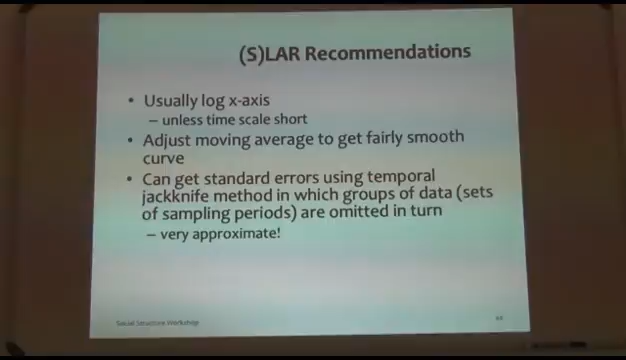 (S)LAR Recommendations
• Usually log x-axis
– unless time scale short
• Adjust moving average to get fairly smooth
curve
• Can get standard errors using temporal
jackknife method in which groups of data (sets
of sampling periods) are omitted in turn
– very approximate!
Social Structure Workshop